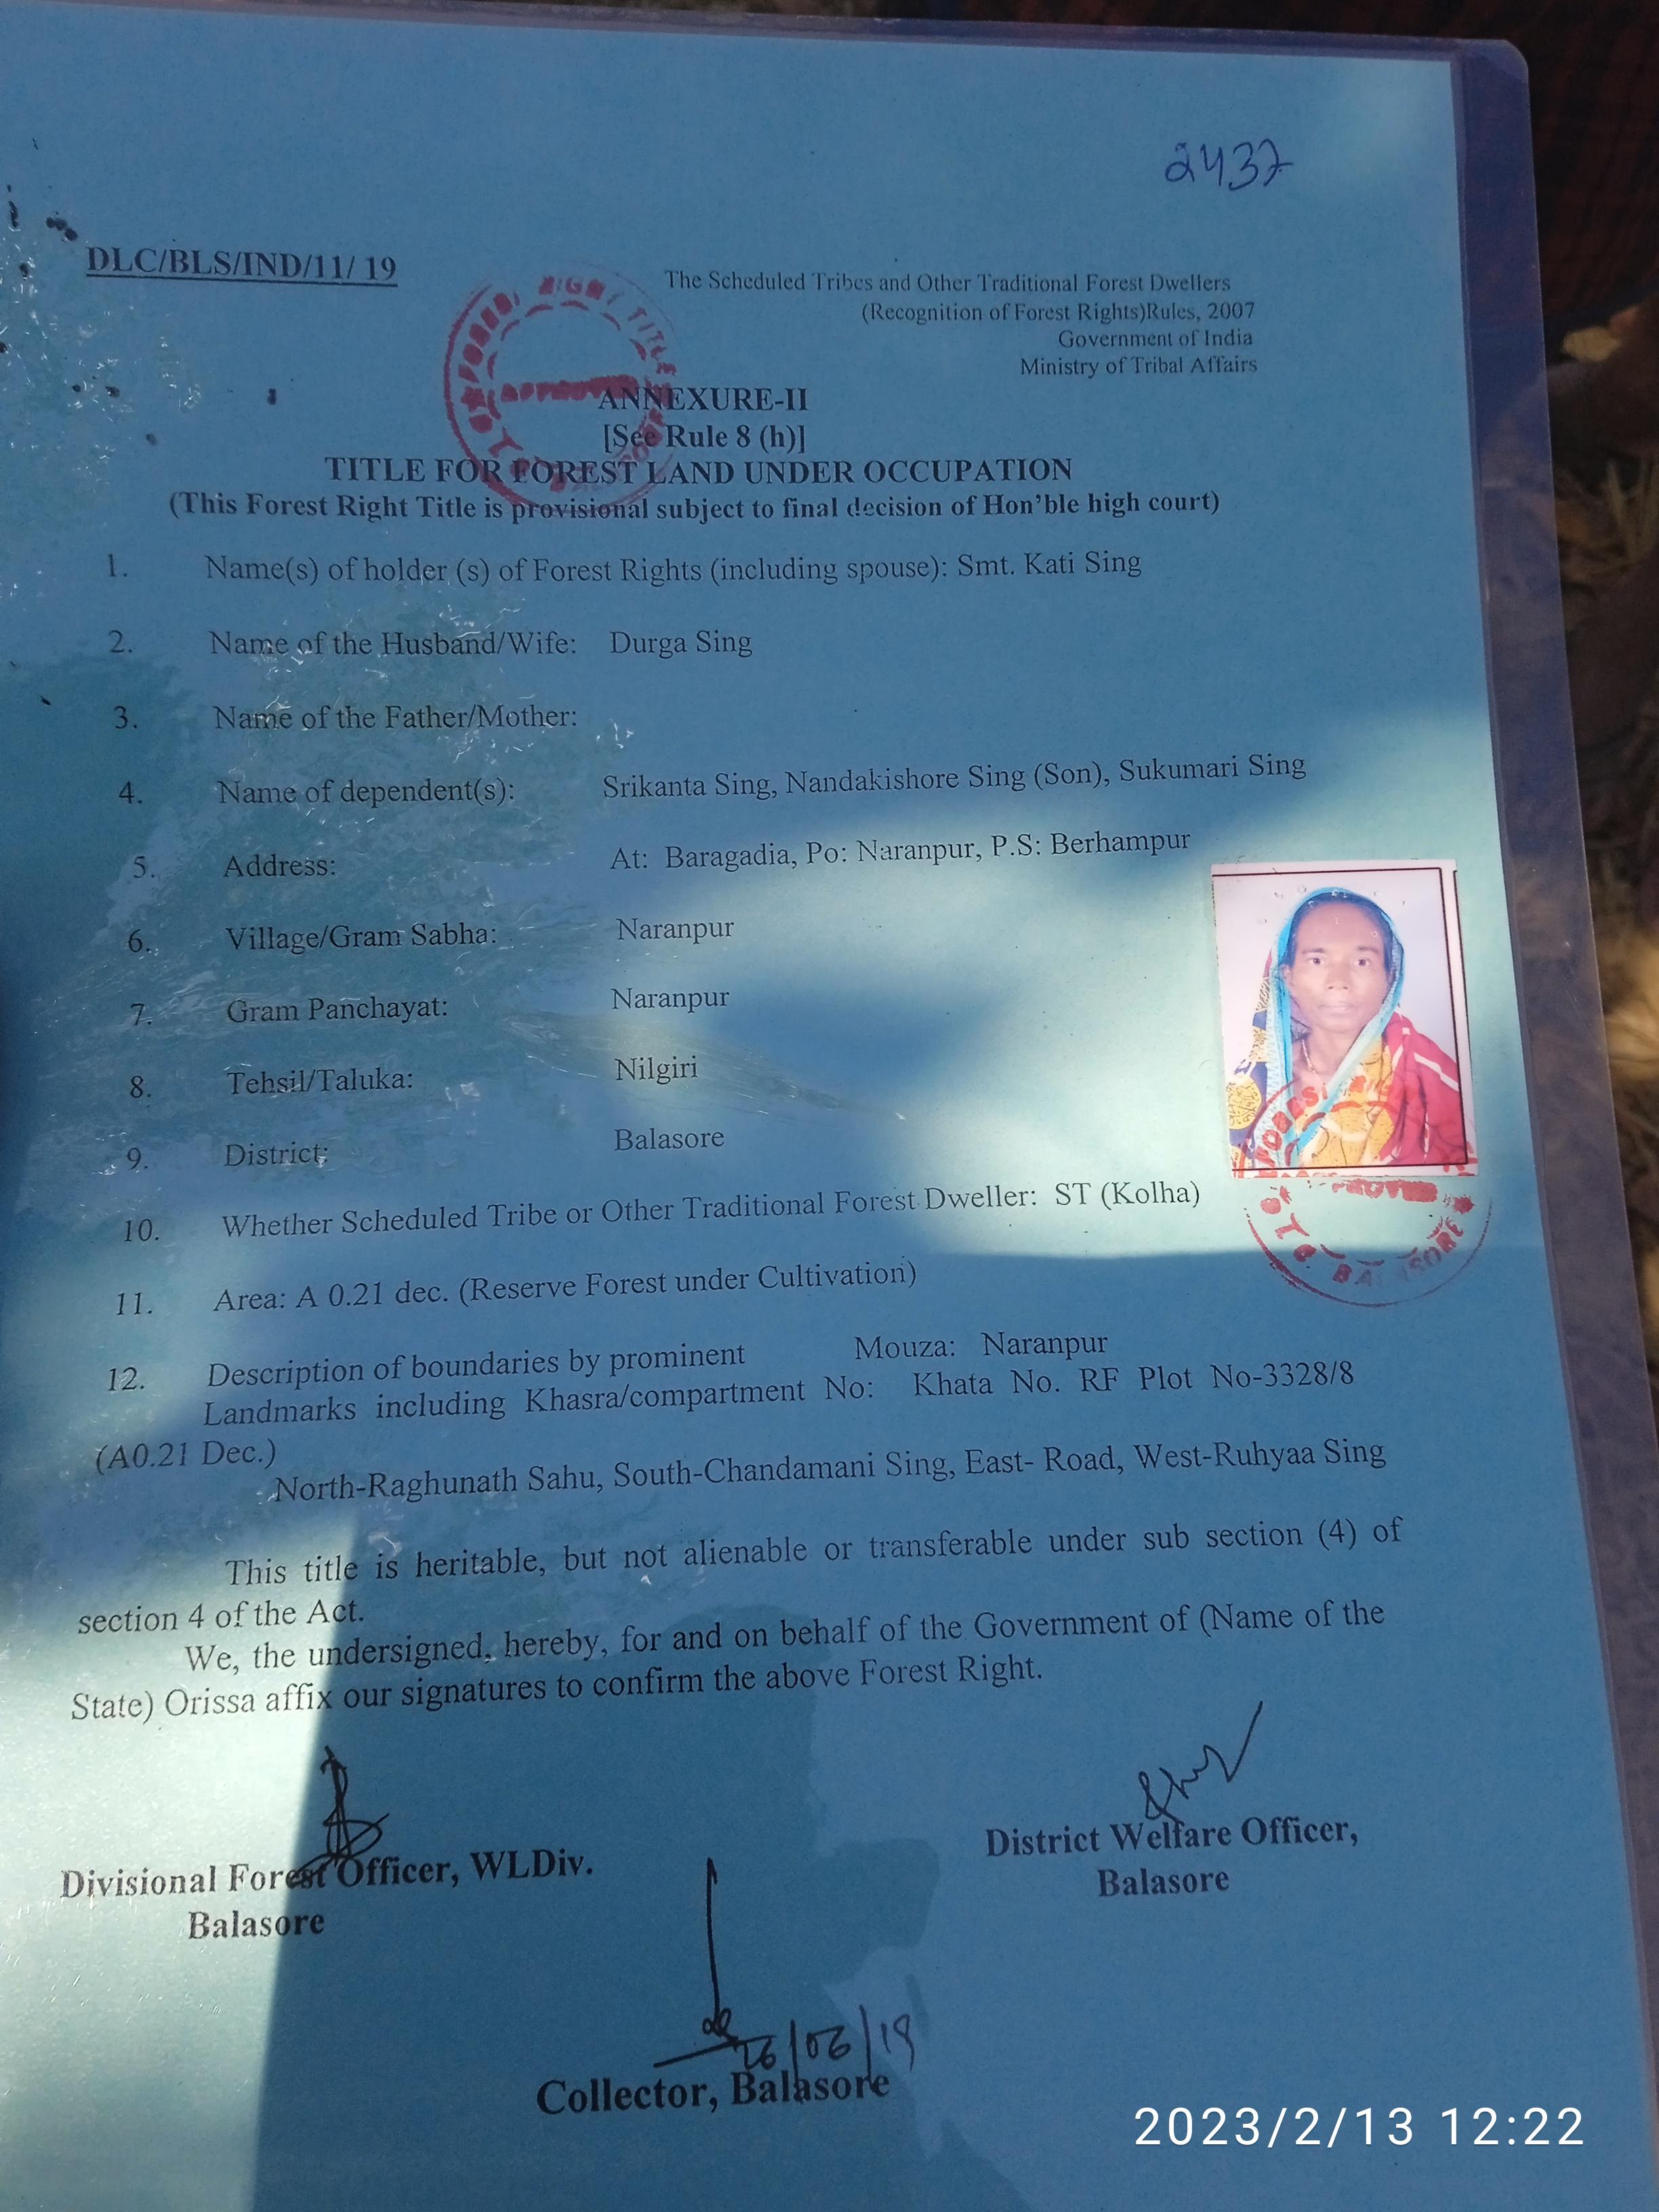 2437
DLC/BLS/IND/11/ 19
The Scheduled Tribes and Other Traditional Forest Dwellers
(Recognition of Forest Rights)Rules, 2007
Government of India
Ministry of Tribal Affairs
FOREST RIGHT TITLE
APPROVED
BALASORE
ANNEXURE-II
[See Rule 8 (h)]
TITLE FOR FOREST LAND UNDER OCCUPATION
(This Forest Right Title is provisional subject to final decision of Hon'ble high court)
1. Name(s) of holder (s) of Forest Rights (including spouse): Smt. Kati Sing
2. Name of the Husband/Wife: Durga Sing
3. Name of the Father/Mother:
4. Name of dependent(s): Srikanta Sing, Nandakishore Sing (Son), Sukumari Sing
5. Address: At: Baragadia, Po: Naranpur, P.S: Berhampur
6. Village/Gram Sabha: Naranpur
7. Gram Panchayat: Naranpur
8. Tehsil/Taluka: Nilgiri
9. District: Balasore
10. Whether Scheduled Tribe or Other Traditional Forest Dweller: ST (Kolha)
APPROVED
BALASORE
11. Area: A 0.21 dec. (Reserve Forest under Cultivation)
12. Description of boundaries by prominent Mouza: Naranpur
Landmarks including Khasra/compartment No: Khata No. RF Plot No-3328/8
(A0.21 Dec.)
North-Raghunath Sahu, South-Chandamani Sing, East- Road, West-Ruhyaa Sing
This title is heritable, but not alienable or transferable under sub section (4) of
section 4 of the Act.
We, the undersigned, hereby, for and on behalf of the Government of (Name of the
State) Orissa affix our signatures to confirm the above Forest Right.
Divisional Forest Officer, WLDiv.
Balasore
District Welfare Officer,
Balasore
26/06/19
Collector, Balasore
2023/2/13 12:22